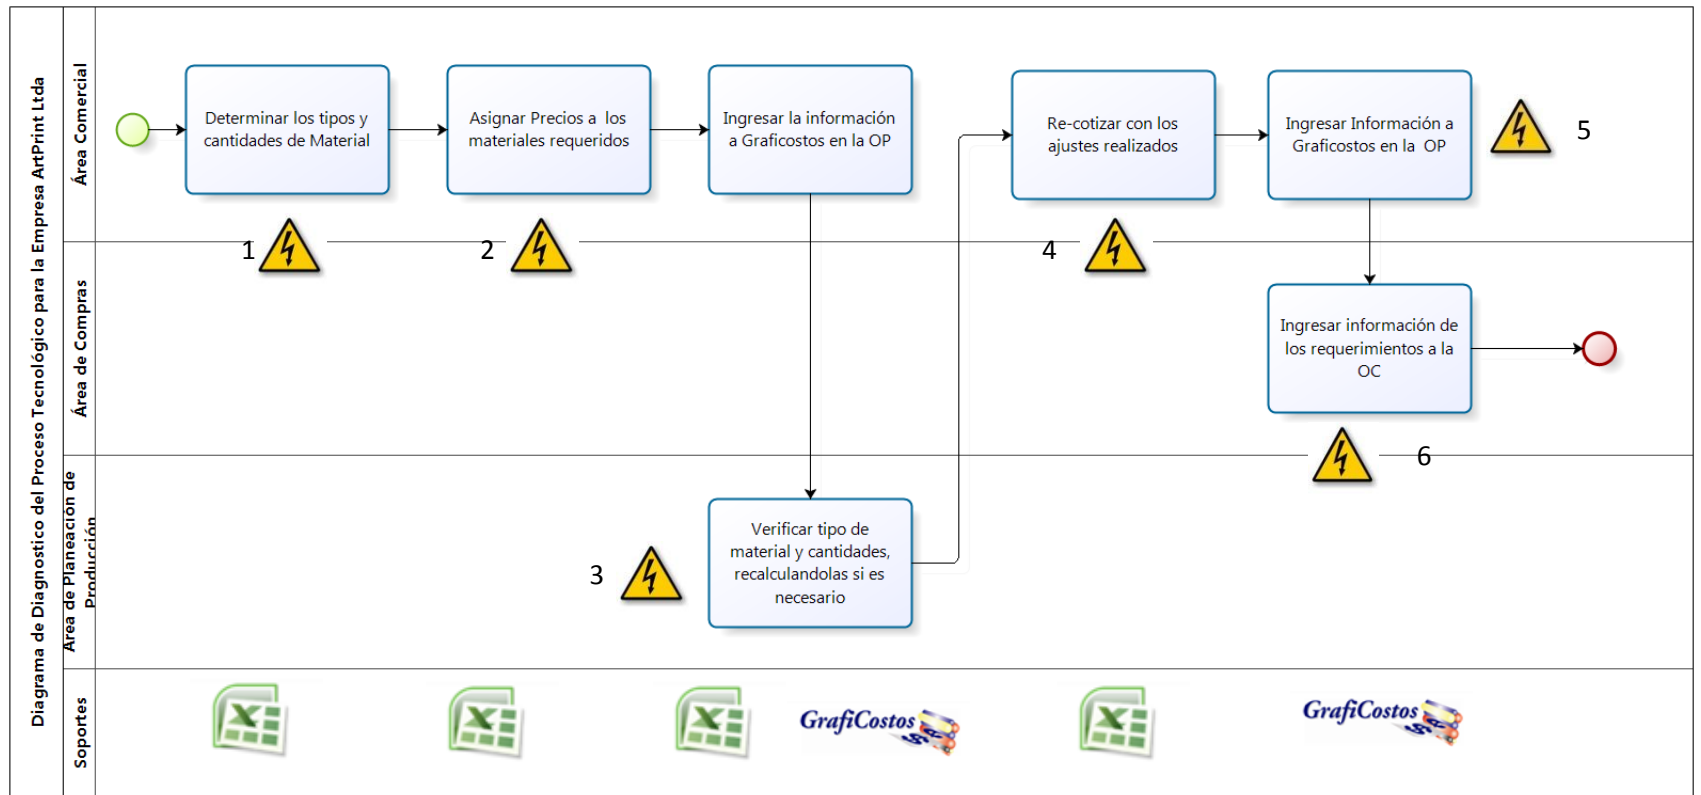 Diagrama de Diagnostico del Proceso Tecnológico para la Empresa ArtPrint Ltda
Área Comercial
Determinar los tipos y
cantidades de Material
Asignar Precios a los
materiales requeridos
Ingresar la información
a Graficostos en la OP
Re-cotizar con los
ajustes realizados
Ingresar Información a
Graficostos en la OP
5
1
2
4
Área de Compras
Ingresar información de
los requerimientos a la
OC
6
Área de Planeación de
Producción
3
Verificar tipo de
material y cantidades,
recalculandolas si es
necesario
Soportes
GrafiCostos
GrafiCostos